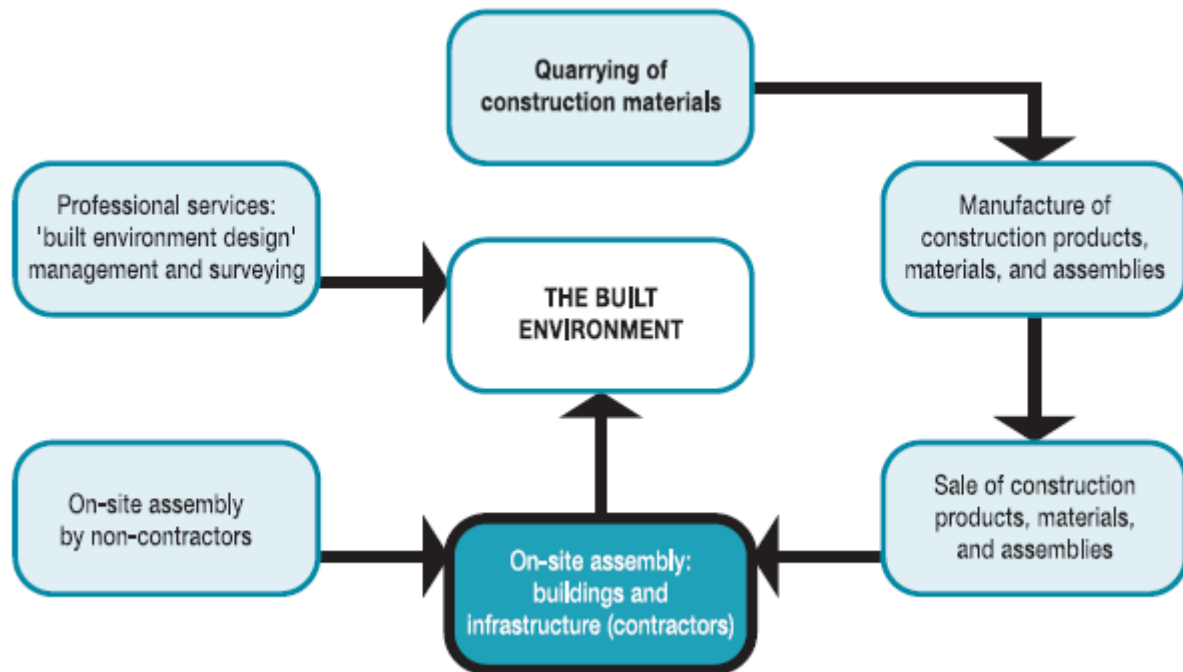 Quarrying of
construction materials
Professional services:
'built environment design'
management and surveying
Manufacture of
construction products,
materials, and assemblies
THE BUILT
ENVIRONMENT
On-site assembly
by non-contractors
Sale of construction
products, materials,
and assemblies
On-site assembly:
buildings and
infrastructure (contractors)